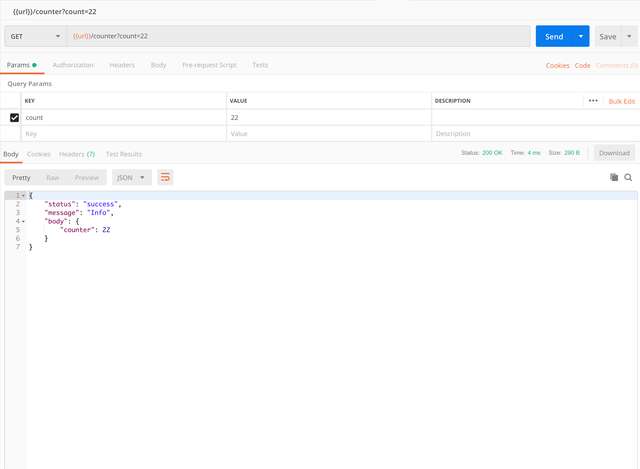 {{url}}/counter?count=22
GET {{url}}/counter?count=22 Send Save
Params Authorization Headers Body Pre-request Script Tests Cookies Code Comments (0)
Query Params
KEY VALUE DESCRIPTION ••• Bulk Edit
count 22
Key Value Description
Body Cookies Headers (7) Test Results Status: 200 OK Time: 4 ms Size: 280 B Download
Pretty Raw Preview JSON
1 {
2 "status": "success",
3 "message": "Info",
4 "body": {
5 "counter": 22
6 }
7 }